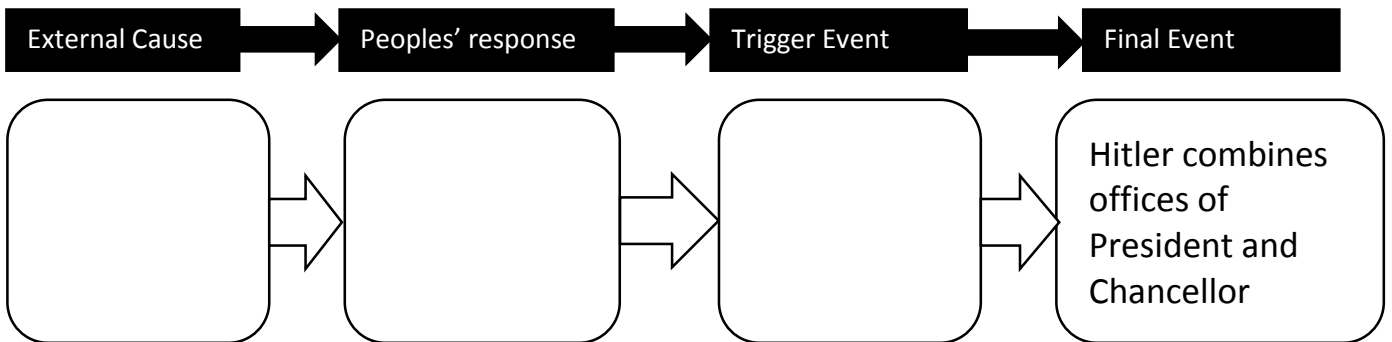 External Cause
Peoples’ response
Trigger Event
Final Event
Hitler combines
offices of
President and
Chancellor